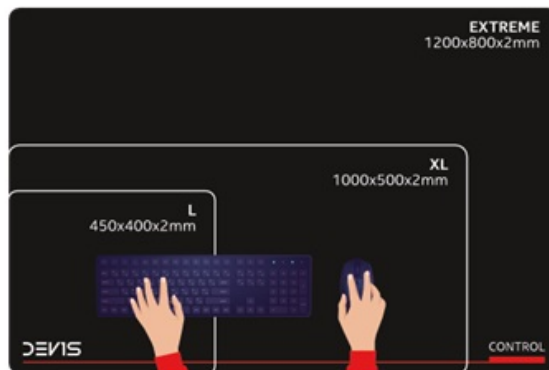 EXTREME
1200x800x2mm
XL
1000x500x2mm
L
450x400x2mm
DEVIS
CONTROL